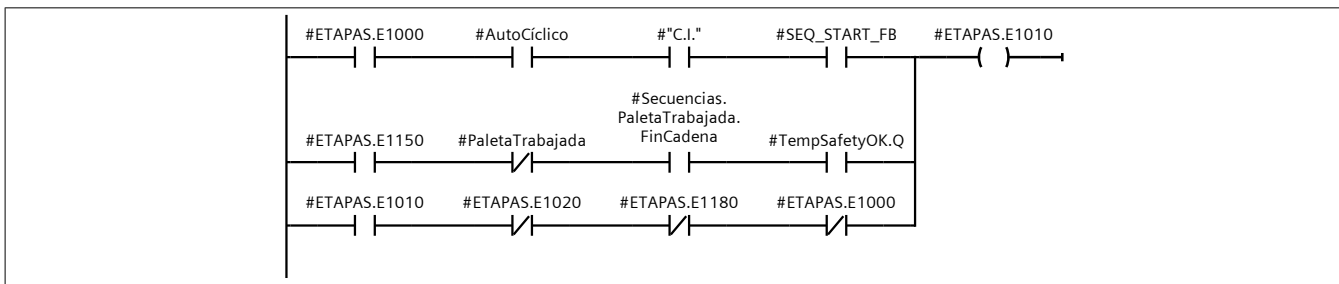 #ETAPAS.E1000 #AutoCíclico #"C.I." #SEQ_START_FB #ETAPAS.E1010
#Secuencias.
PaletaTrabajada.
#ETAPAS.E1150 #PaletaTrabajada FinCadena #TempSafetyOK.Q
#ETAPAS.E1010 #ETAPAS.E1020 #ETAPAS.E1180 #ETAPAS.E1000